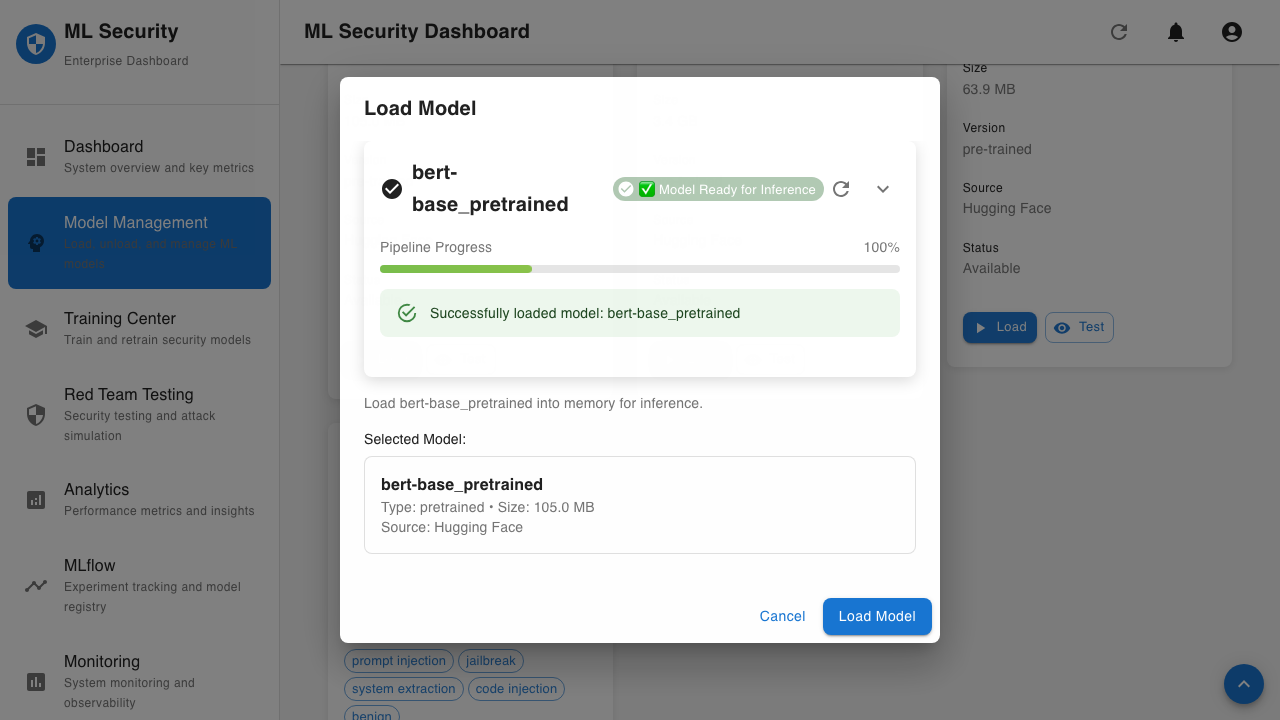 ML Security
Enterprise Dashboard
Dashboard
System overview and key metrics
Model Management
Load, unload, and manage ML
models
Training Center
Train and retrain security models
Red Team Testing
Security testing and attack
simulation
Analytics
Performance metrics and insights
MLflow
Experiment tracking and model
registry
Monitoring
System monitoring and
observability
ML Security Dashboard
Load Model
bert-
base_pretrained
✅ Model Ready for Inference
Pipeline Progress
100%
Successfully loaded model: bert-base_pretrained
Load bert-base_pretrained into memory for inference.
Selected Model:
bert-base_pretrained
Type: pretrained • Size: 105.0 MB
Source: Hugging Face
Cancel
Load Model
prompt injection
jailbreak
system extraction
code injection
benign
Size
63.9 MB
Version
pre-trained
Source
Hugging Face
Status
Available
Load
Test